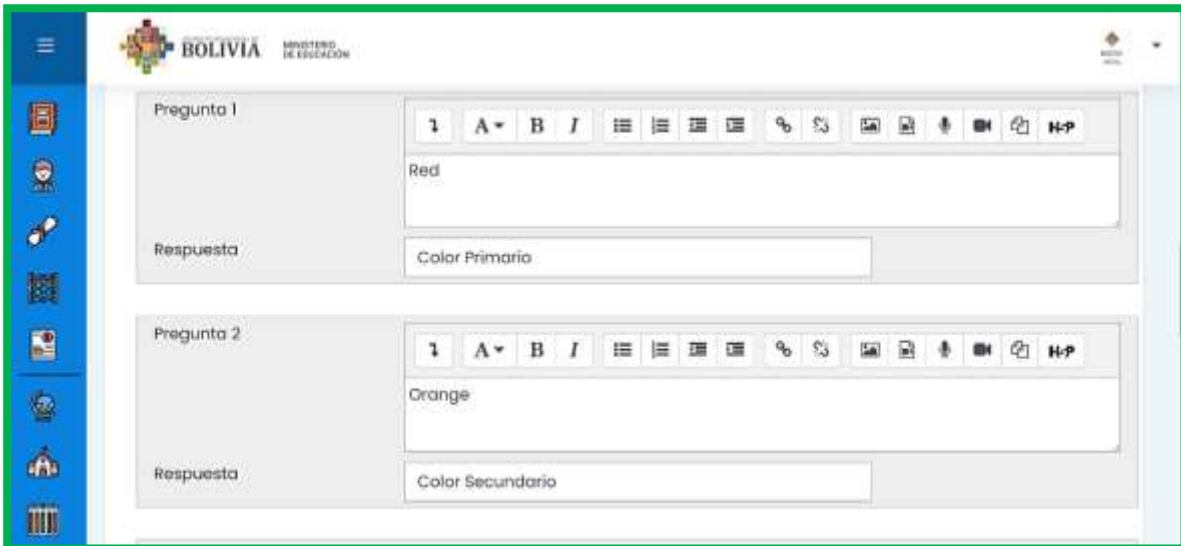 BOLIVIA
MINISTERIO
DE EDUCACIÓN
Pregunta 1
A B I H-P
Red
Respuesta
Color Primario
Pregunta 2
A B I H-P
Orange
Respuesta
Color Secundario